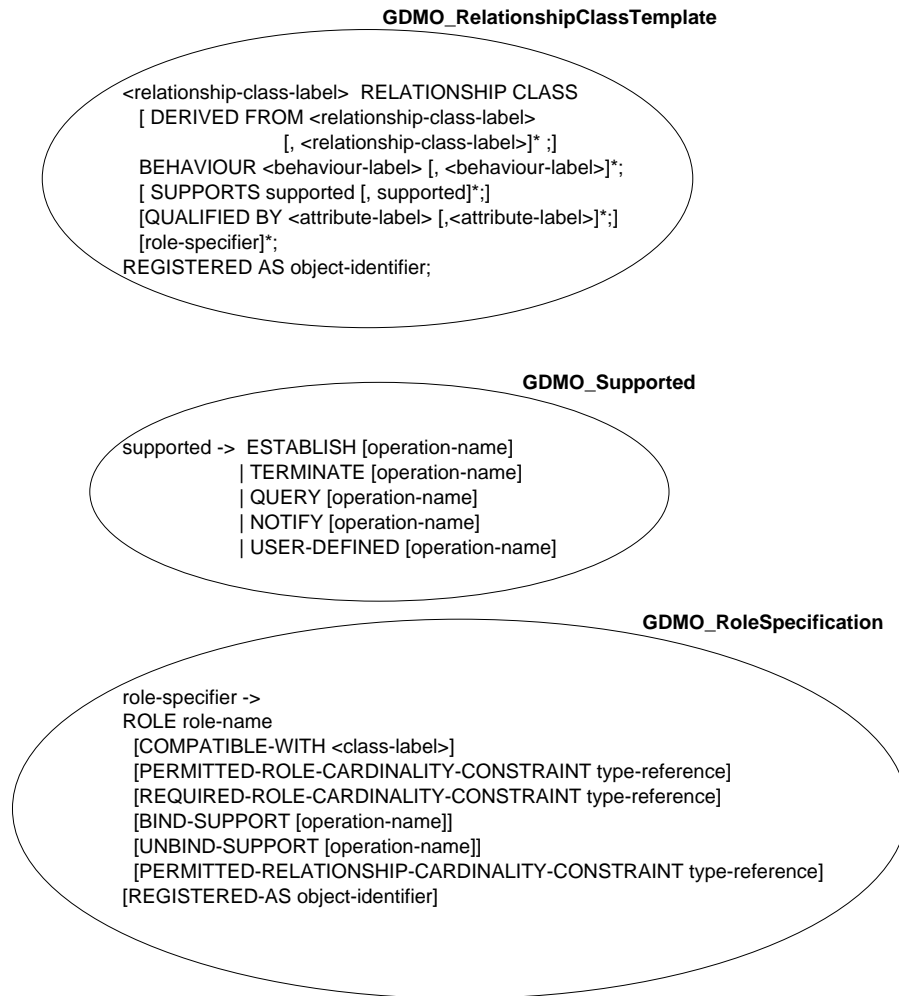 GDMO_RelationshipClassTemplate
<relationship-class-label> RELATIONSHIP CLASS
[ DERIVED FROM <relationship-class-label>
[, <relationship-class-label>]* ;]
BEHAVIOUR <behaviour-label> [, <behaviour-label>]*;
[ SUPPORTS supported [, supported]*;]
[QUALIFIED BY <attribute-label> [,<attribute-label>]*;]
[role-specifier]*;
REGISTERED AS object-identifier;
GDMO_Supported
supported -> ESTABLISH [operation-name]
| TERMINATE [operation-name]
| QUERY [operation-name]
| NOTIFY [operation-name]
| USER-DEFINED [operation-name]
GDMO_RoleSpecification
role-specifier ->
ROLE role-name
[COMPATIBLE-WITH <class-label>]
[PERMITTED-ROLE-CARDINALITY-CONSTRAINT type-reference]
[REQUIRED-ROLE-CARDINALITY-CONSTRAINT type-reference]
[BIND-SUPPORT [operation-name]]
[UNBIND-SUPPORT [operation-name]]
[PERMITTED-RELATIONSHIP-CARDINALITY-CONSTRAINT type-reference]
[REGISTERED-AS object-identifier]